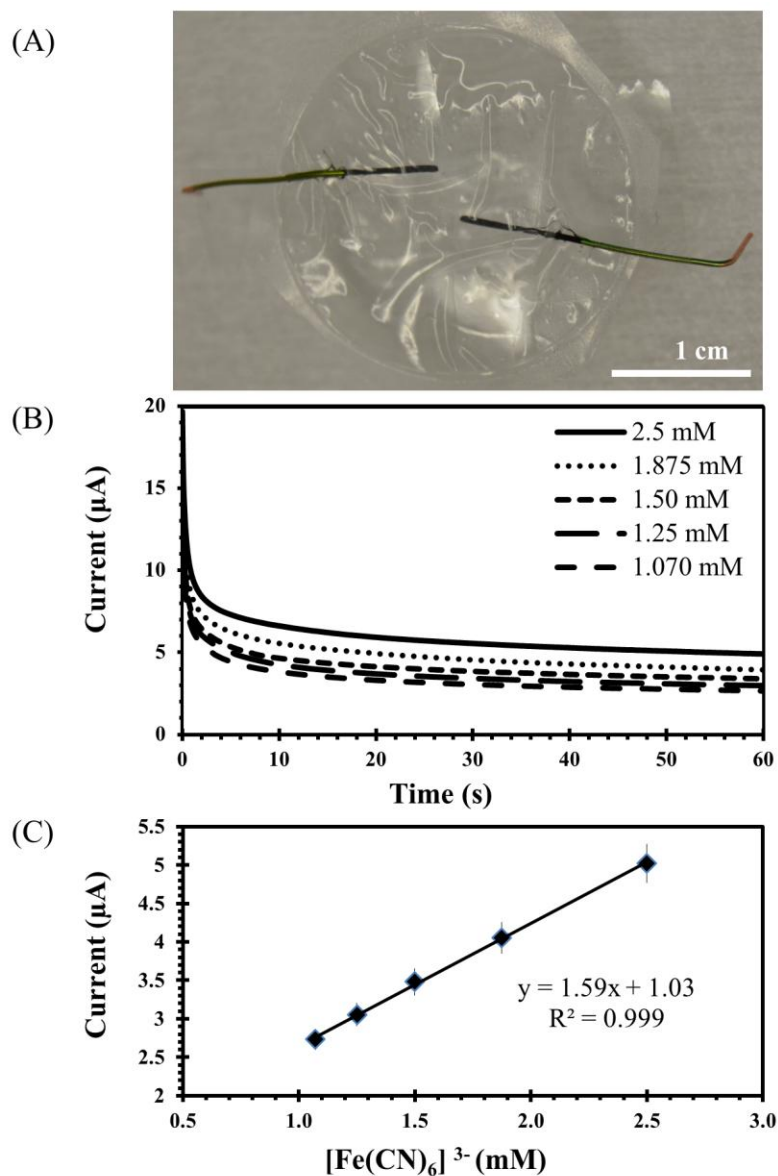 (A)
1 cm
(B)
20
15
10
5
0
Current (µA)
2.5 mM
1.875 mM
1.50 mM
1.25 mM
1.070 mM
0 10 20 30 40 50 60
Time (s)
(C)
5.5
5
4.5
4
3.5
3
2.5
2
Current (µA)
y = 1.59x + 1.03
R² = 0.999
0.5 1.0 1.5 2.0 2.5 3.0
[Fe(CN)₆] ³⁻ (mM)